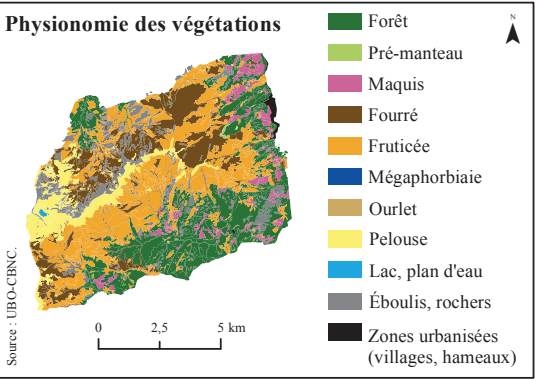 Physionomie des végétations
Forêt
Pré-manteau
Maquis
Fourré
Fruticée
Mégaphorbiaie
Ourlet
Pelouse
Lac, plan d'eau
Éboulis, rochers
Zones urbanisées
(villages, hameaux)
N
Source : UBO-CBNC.
0 2,5 5 km